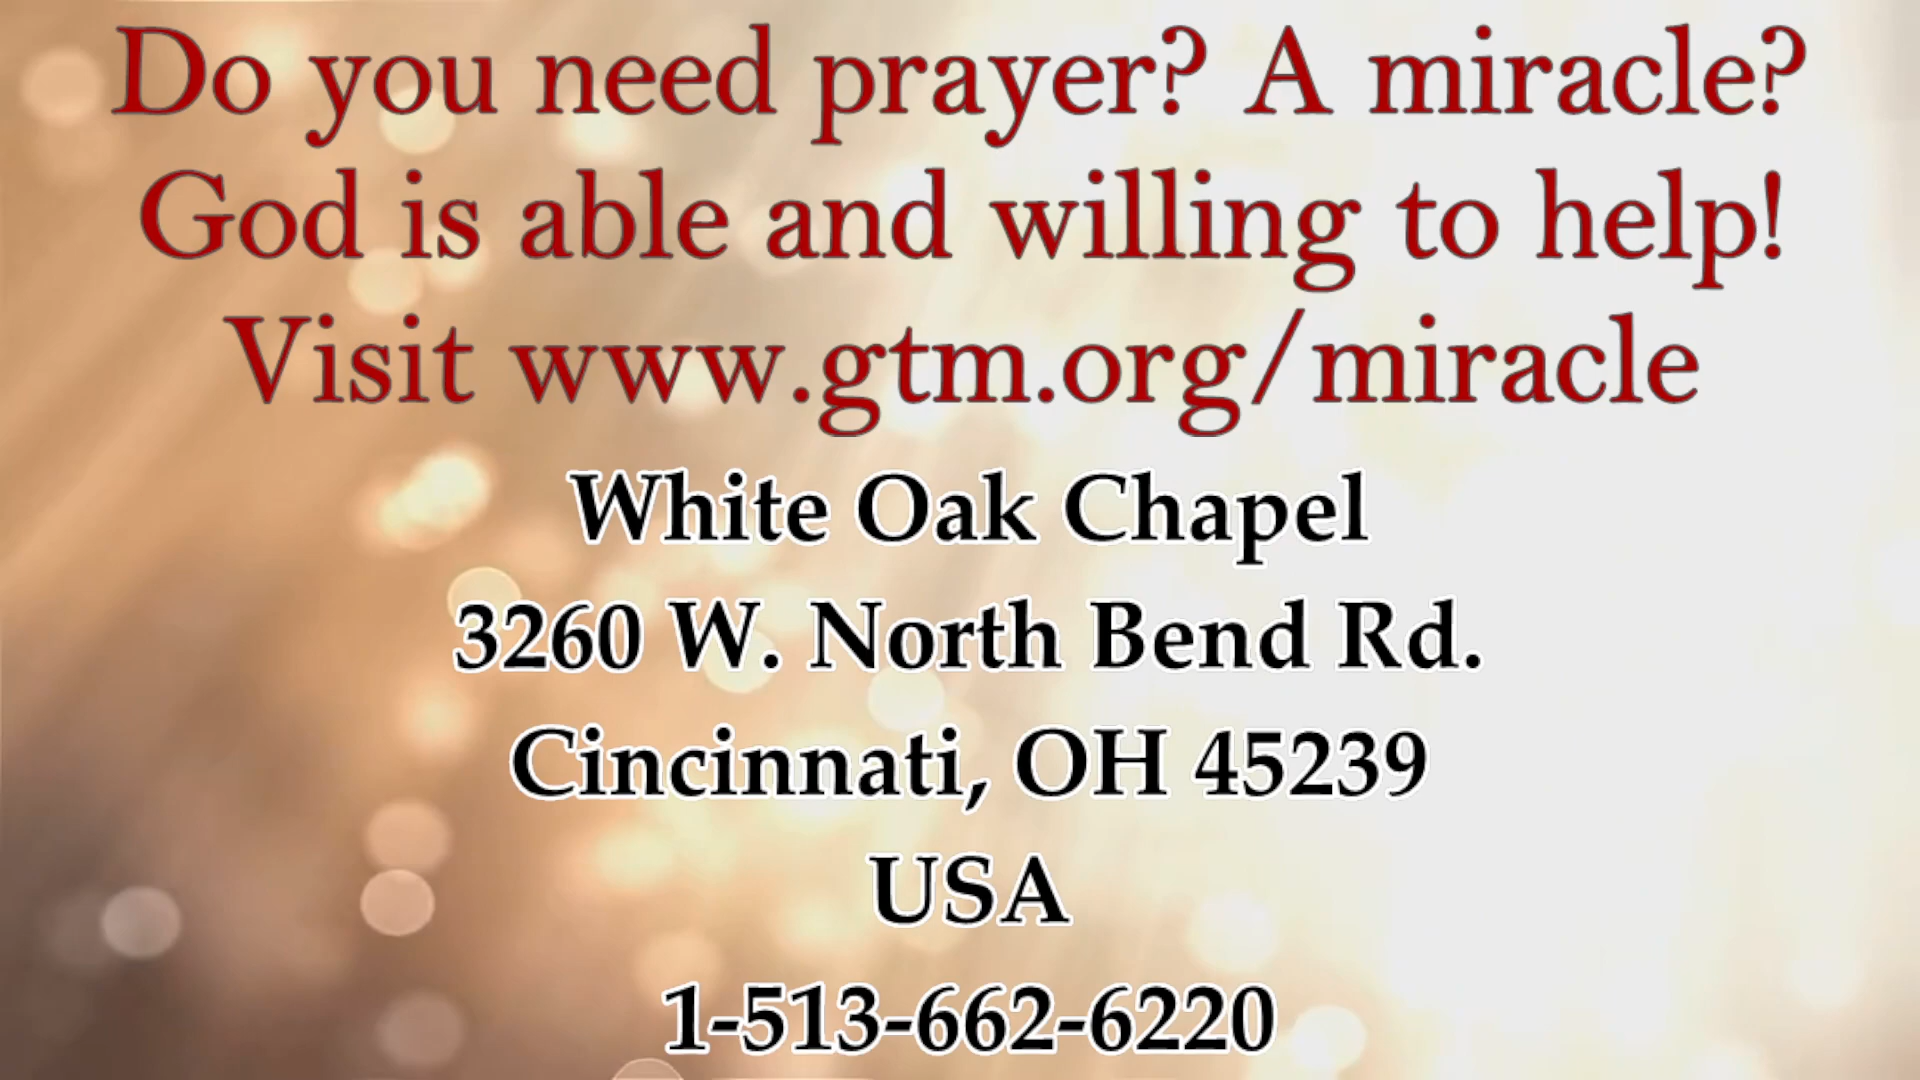 Do you need prayer? A miracle?
God is able and willing to help!
Visit www.gtm.org/miracle
White Oak Chapel
3260 W. North Bend Rd.
Cincinnati, OH 45239
USA
1-513-662-6220